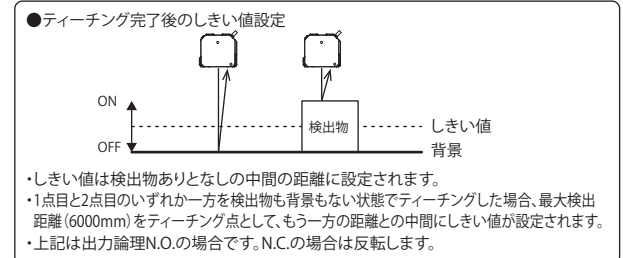 ●ティーチング完了後のしきい値設定
ON
検出物
しきい値
OFF
背景
・しきい値は検出物ありとなしの中間の距離に設定されます。
・1点目と2点目のいずれか一方を検出物も背景もない状態でティーチングした場合、最大検出
距離(6000mm)をティーチング点として、もう一方の距離との中間にしきい値が設定されます。
・上記は出力論理N.O.の場合です。N.C.の場合は反転します。